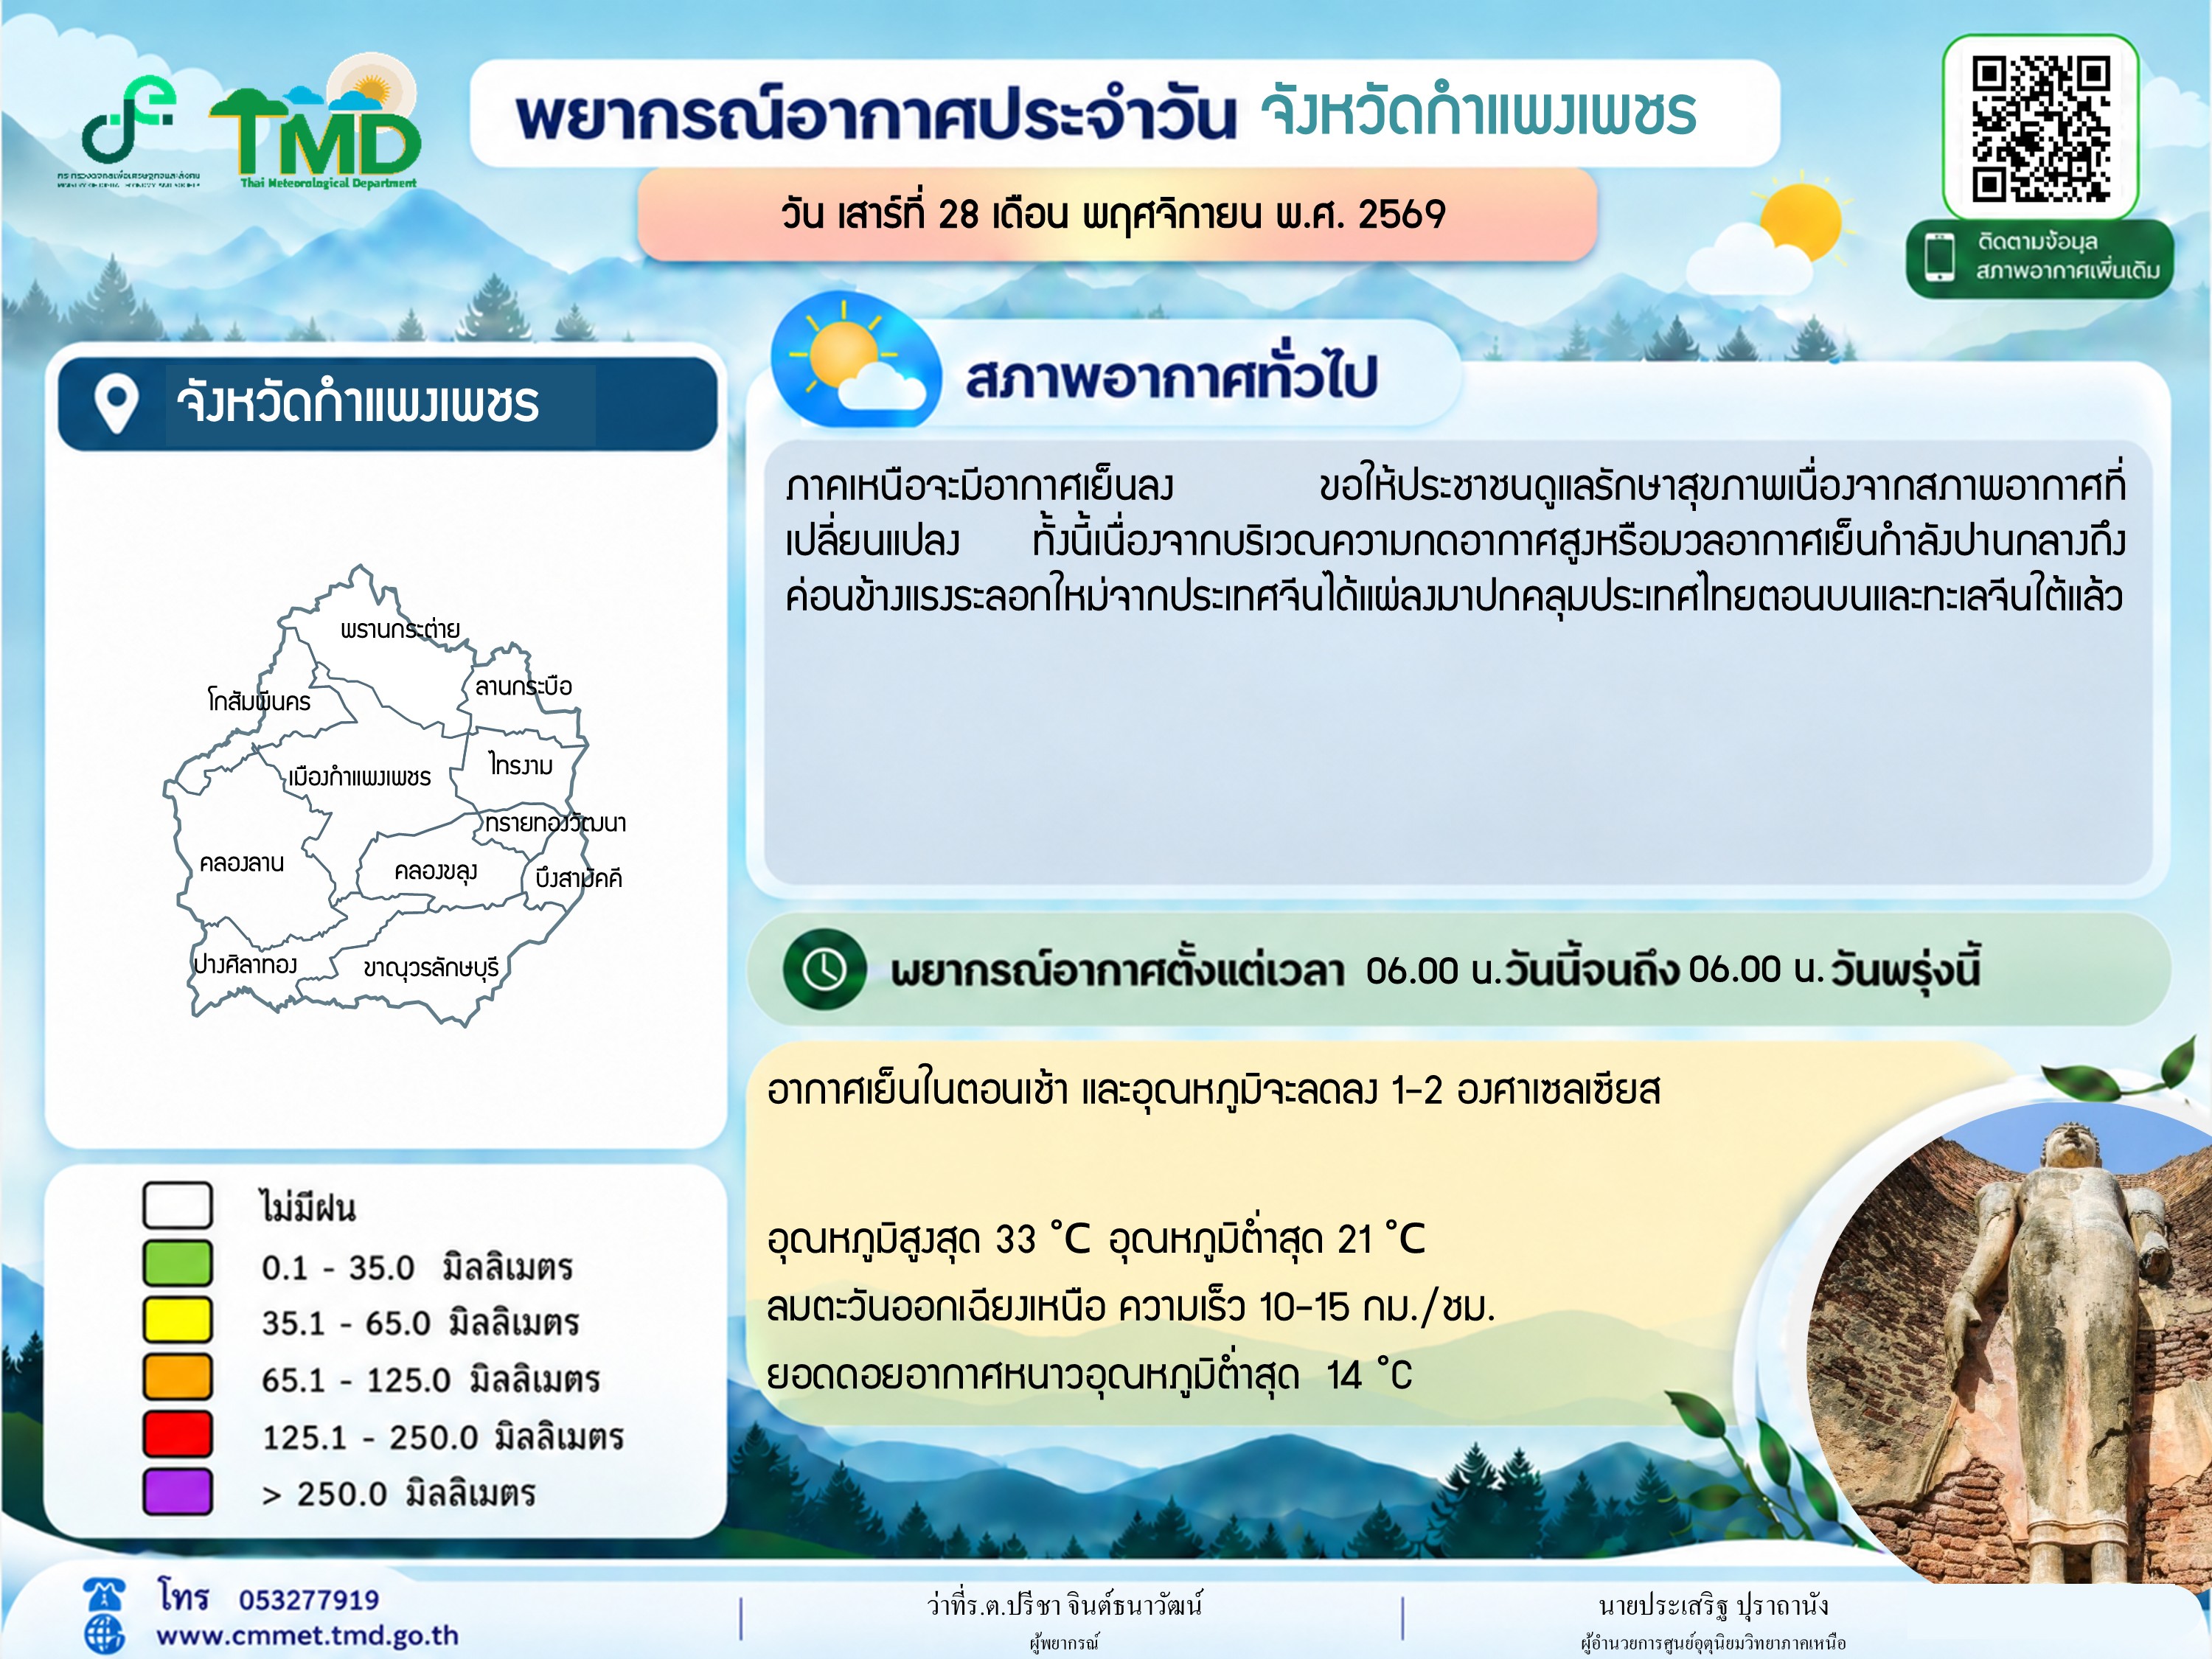 TMD
Thai Meteorological Department
พยากรณ์อากาศประจำวัน จังหวัดกำแพงเพชร
วัน เสาร์ที่ 28 เดือน พฤศจิกายน พ.ศ. 2569
ติดตามข้อมูล
สภาพอากาศเพิ่มเติม
จังหวัดกำแพงเพชร
พรานกระต่าย
ลานกระบือ
โกสัมพีนคร
ไทรงาม
เมืองกำแพงเพชร
ทรายทองวัฒนา
คลองลาน
คลองขลุง
บึงสามัคคี
ปางศิลาทอง
ขาณุวรลักษบุรี
ไม่มีฝน
0.1 - 35.0 มิลลิเมตร
35.1 - 65.0 มิลลิเมตร
65.1 - 125.0 มิลลิเมตร
125.1 - 250.0 มิลลิเมตร
> 250.0 มิลลิเมตร
สภาพอากาศทั่วไป
ภาคเหนือจะมีอากาศเย็นลง ขอให้ประชาชนดูแลรักษาสุขภาพเนื่องจากสภาพอากาศที่
เปลี่ยนแปลง ทั้งนี้เนื่องจากบริเวณความกดอากาศสูงหรือมวลอากาศเย็นกำลังปานกลางถึง
ค่อนข้างแรงระลอกใหม่จากประเทศจีนได้แผ่ลงมาปกคลุมประเทศไทยตอนบนและทะเลจีนใต้แล้ว
พยากรณ์อากาศตั้งแต่เวลา 06.00 น. วันนี้จนถึง 06.00 น. วันพรุ่งนี้
อากาศเย็นในตอนเช้า และอุณหภูมิจะลดลง 1-2 องศาเซลเซียส
อุณหภูมิสูงสุด 33 °C อุณหภูมิต่ำสุด 21 °C
ลมตะวันออกเฉียงเหนือ ความเร็ว 10-15 กม./ชม.
ยอดดอยอากาศหนาวอุณหภูมิต่ำสุด 14 °C
โทร 053277919
www.cmmet.tmd.go.th
ว่าที่ร.ต.ปรีชา จินต์ธนาวัฒน์
ผู้พยากรณ์
นายประเสริฐ ปุราถานัง
ผู้อำนวยการศูนย์อุตุนิยมวิทยาภาคเหนือ